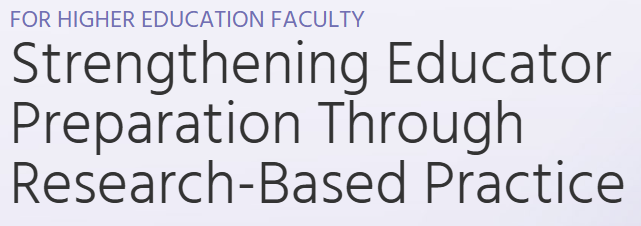 FOR HIGHER EDUCATION FACULTY
Strengthening Educator
Preparation Through
Research-Based Practice